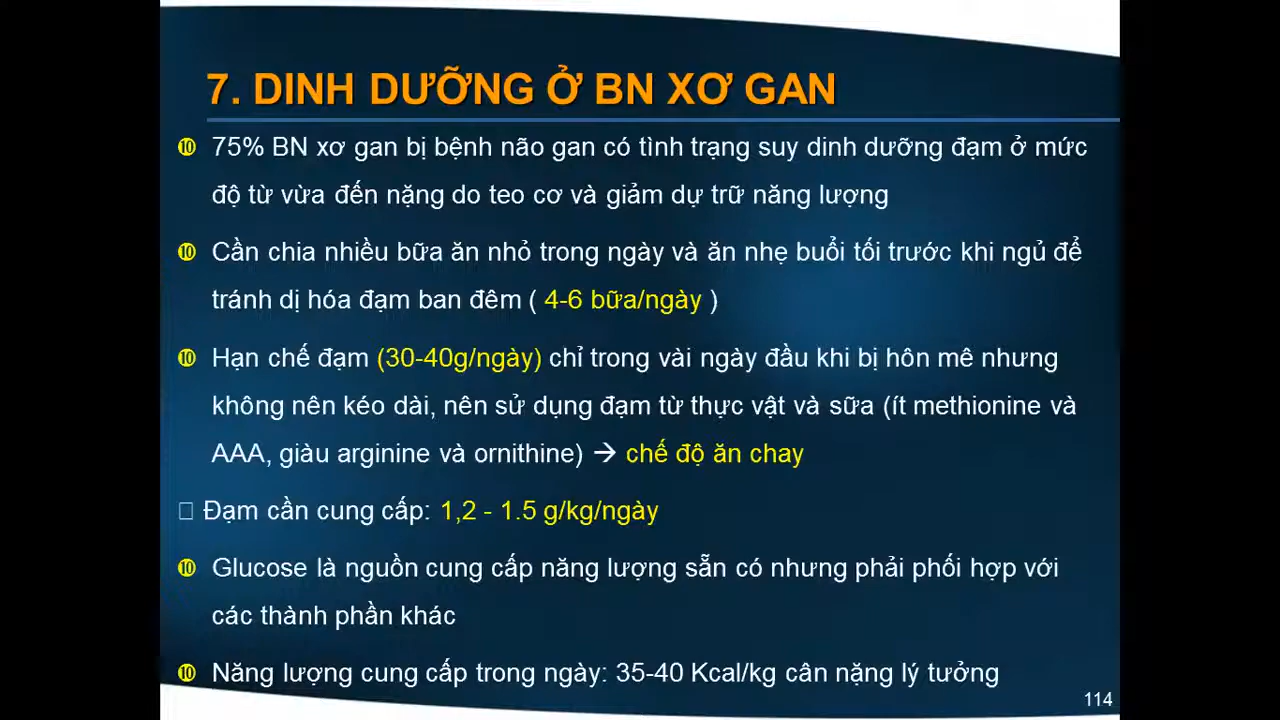 7. DINH DƯỠNG Ở BN XƠ GAN
⓾ 75% BN xơ gan bị bệnh não gan có tình trạng suy dinh dưỡng đạm ở mức
độ từ vừa đến nặng do teo cơ và giảm dự trữ năng lượng
⓾ Cần chia nhiều bữa ăn nhỏ trong ngày và ăn nhẹ buổi tối trước khi ngủ để
tránh dị hóa đạm ban đêm ( 4-6 bữa/ngày )
⓾ Hạn chế đạm (30-40g/ngày) chỉ trong vài ngày đầu khi bị hôn mê nhưng
không nên kéo dài, nên sử dụng đạm từ thực vật và sữa (ít methionine và
AAA, giàu arginine và ornithine) → chế độ ăn chay
□ Đạm cần cung cấp: 1,2 - 1.5 g/kg/ngày
⓾ Glucose là nguồn cung cấp năng lượng sẵn có nhưng phải phối hợp với
các thành phần khác
⓾ Năng lượng cung cấp trong ngày: 35-40 Kcal/kg cân nặng lý tưởng
114